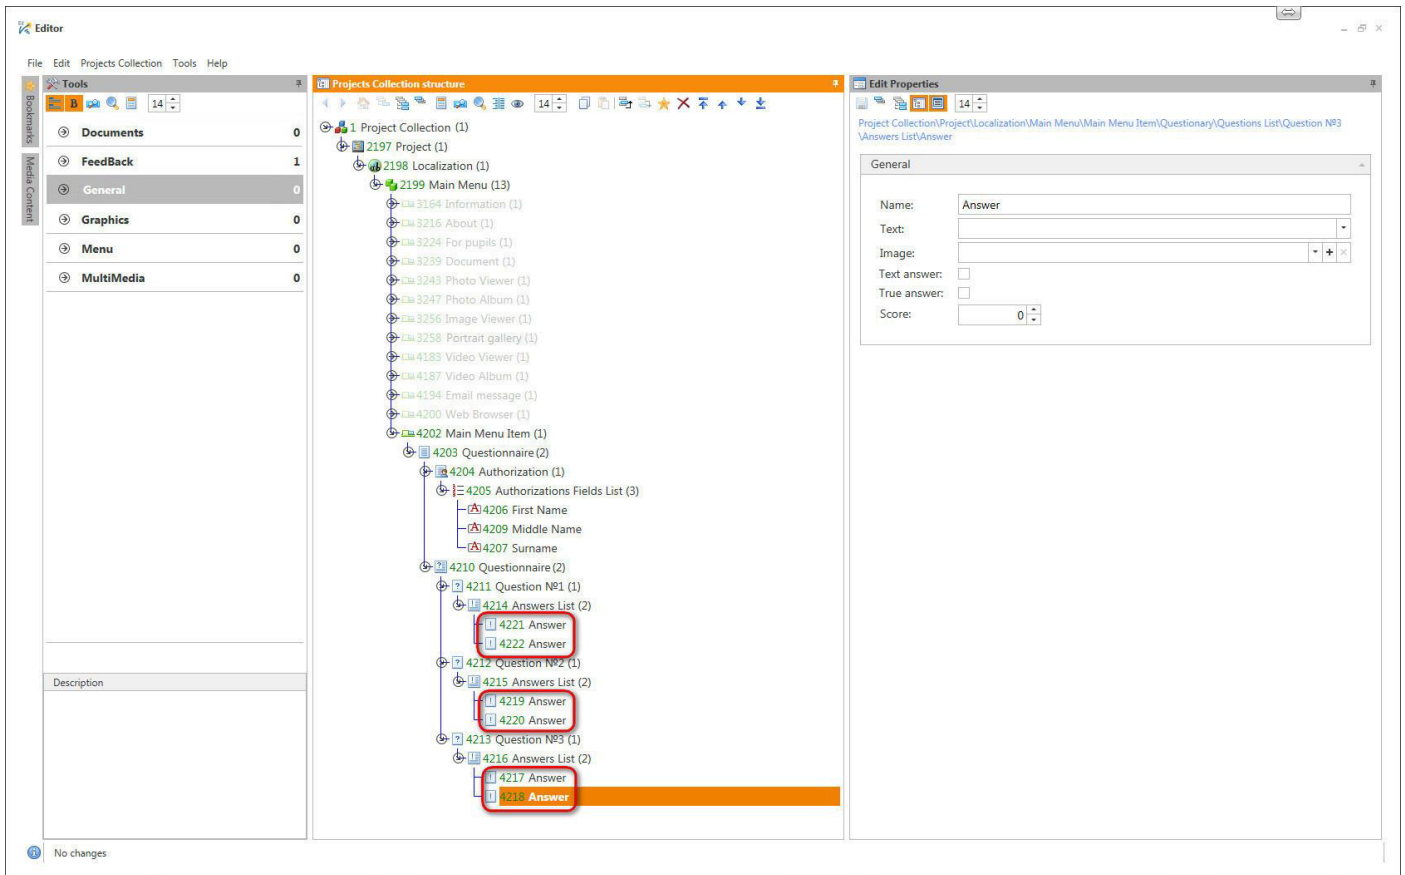 Editor
File Edit Projects Collection Tools Help
Bookmarks
Media Content
Tools
B 14
Documents 0
FeedBack 1
General 0
Graphics 0
Menu 0
MultiMedia 0
Description
Projects Collection structure
14
1 Project Collection (1)
2197 Project (1)
2198 Localization (1)
2199 Main Menu (13)
3164 Information (1)
3216 About (1)
3224 For pupils (1)
3239 Document (1)
3243 Photo Viewer (1)
3247 Photo Album (1)
3256 Image Viewer (1)
3258 Portrait gallery (1)
4183 Video Viewer (1)
4187 Video Album (1)
4194 Email message (1)
4200 Web Browser (1)
4202 Main Menu Item (1)
4203 Questionnaire (2)
4204 Authorization (1)
4205 Authorizations Fields List (3)
4206 First Name
4209 Middle Name
4207 Surname
4210 Questionnaire (2)
4211 Question №1 (1)
4214 Answers List (2)
4221 Answer
4222 Answer
4212 Question №2 (1)
4215 Answers List (2)
4219 Answer
4220 Answer
4213 Question №3 (1)
4216 Answers List (2)
4217 Answer
4218 Answer
Edit Properties
14
Project Collection\Project\Localization\Main Menu\Main Menu Item\Questionary\Questions List\Question №3
\Answers List\Answer
General
Name: Answer
Text:
Image:
Text answer:
True answer:
Score: 0
No changes